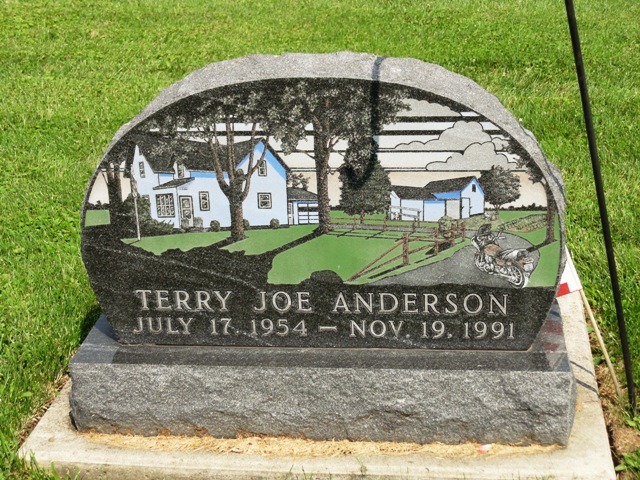 TERRY JOE ANDERSON
JULY 17, 1954 — NOV. 19, 1991